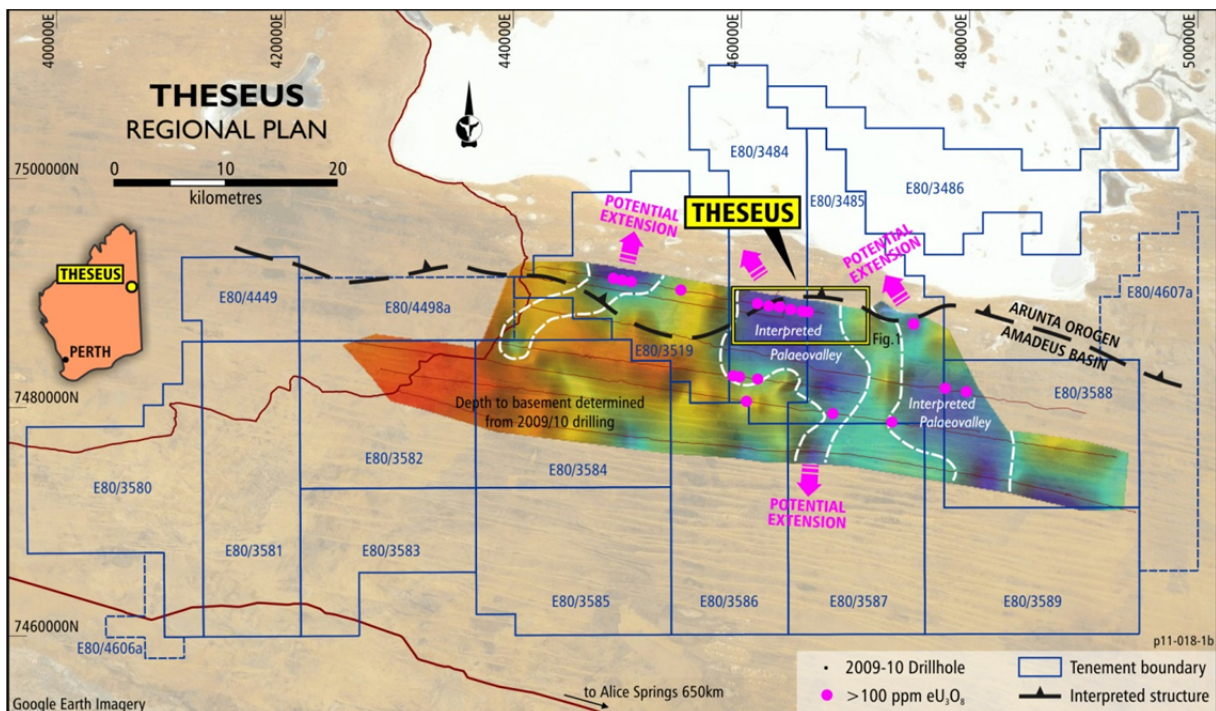 400000E
420000E
440000E
460000E
480000E
500000E
THESEUS
REGIONAL PLAN
0 10 20
kilometres
7500000N
7480000N
7460000N
THESEUS
PERTH
E80/3484
E80/3485
E80/3486
POTENTIAL
EXTENSION
THESEUS
POTENTIAL
EXTENSION
E80/4449
E80/4498a
E80/4607a
ARUNTA OROGEN
AMADEUS BASIN
Interpreted
Palaeovalley
Fig.1
E80/3519
E80/3588
Depth to basement determined
from 2009/10 drilling
Interpreted
Palaeovalley
E80/3582
E80/3584
E80/3580
POTENTIAL
EXTENSION
E80/3581
E80/3583
E80/3585
E80/3586
E80/3587
E80/3589
E80/4606a
p11-018-1b
2009-10 Drillhole
Tenement boundary
>100 ppm eU₃O₈
Interpreted structure
to Alice Springs 650km
Google Earth Imagery